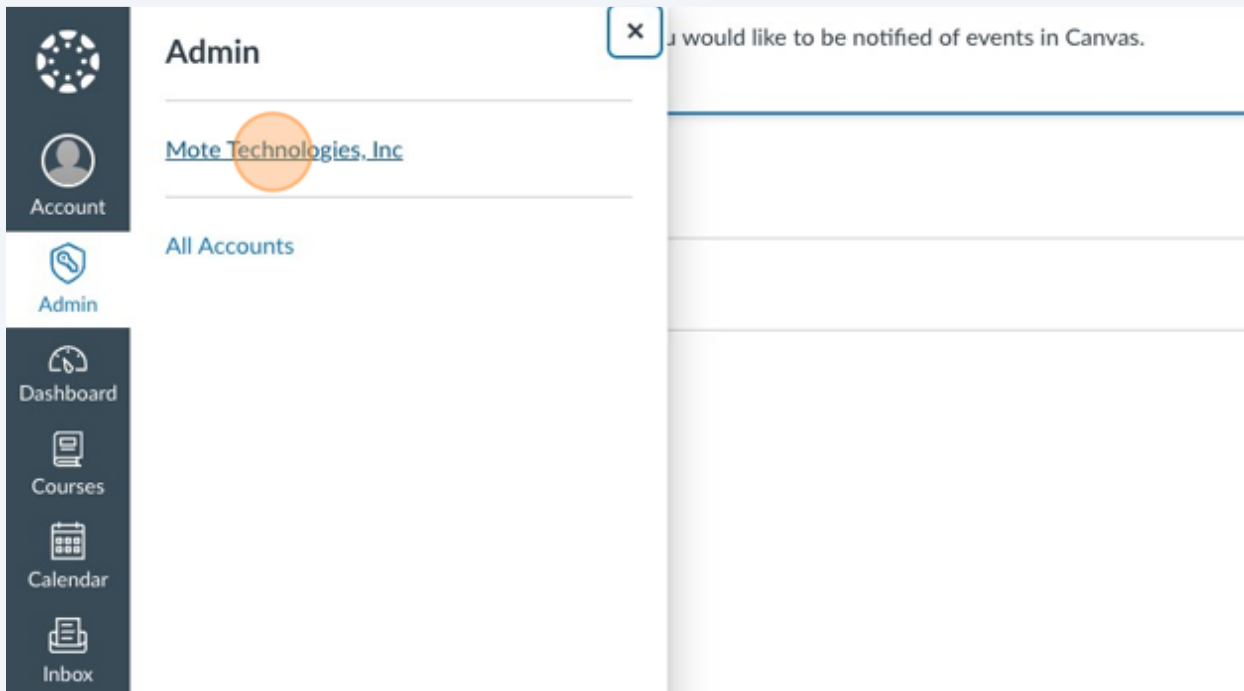 Admin
×
u would like to be notified of events in Canvas.
Mote Technologies, Inc
All Accounts
Account
Admin
Dashboard
Courses
Calendar
Inbox